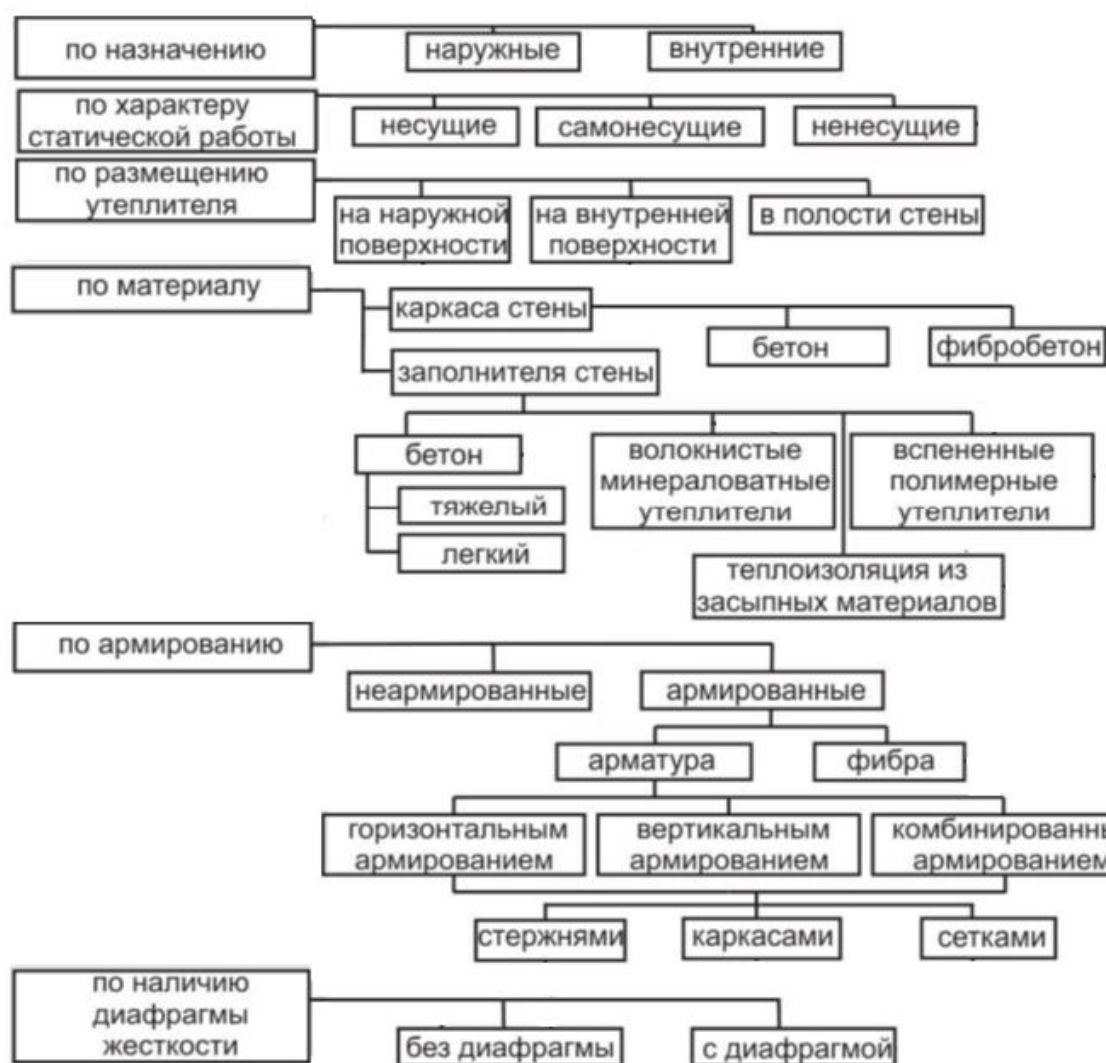 по назначению
наружные
внутренние
по характеру
статической работы
несущие
самонесущие
ненесущие
по размещению
утеплителя
на наружной
поверхности
на внутренней
поверхности
в полости стены
по материалу
каркаса стены
бетон
фибробетон
заполнителя стены
бетон
тяжелый
легкий
волокнистые
минераловатные
утеплители
вспененные
полимерные
утеплители
теплоизоляция из
засыпных материалов
по армированию
неармированные
армированные
арматура
фибра
горизонтальным
армированием
вертикальным
армированием
комбинированны
армированием
стержнями
каркасами
сетками
по наличию
диафрагмы
жесткости
без диафрагмы
с диафрагмой